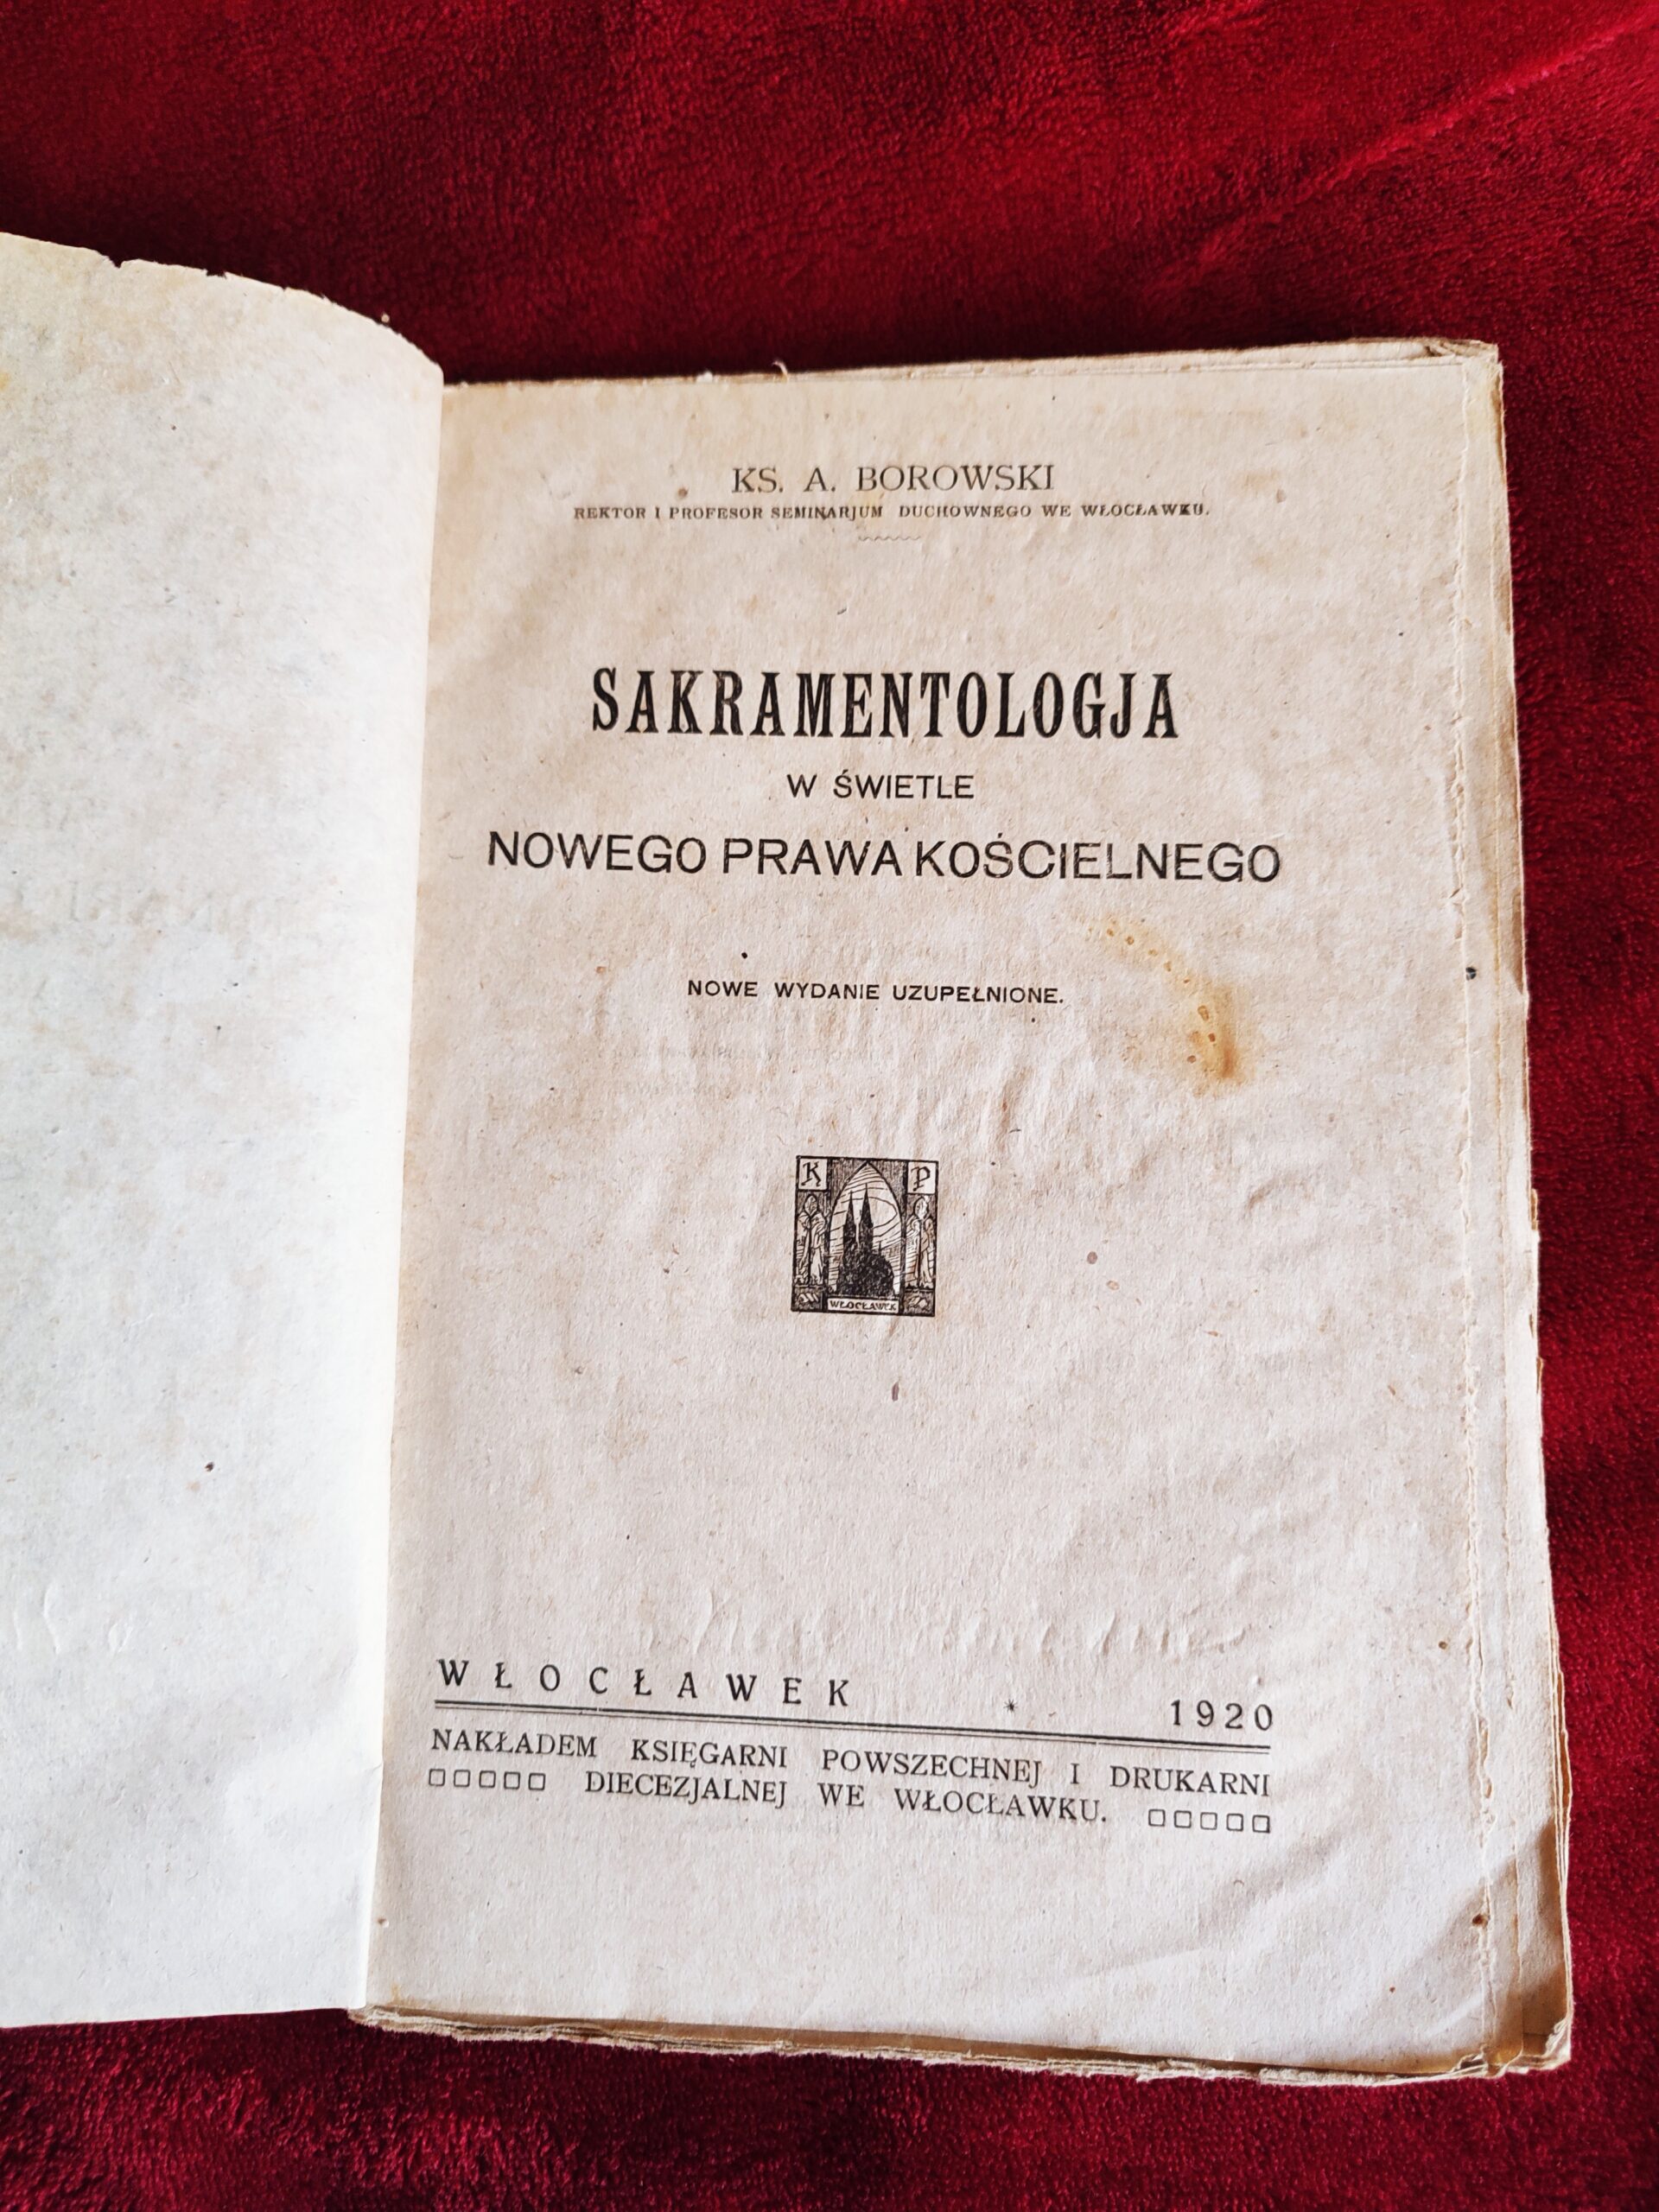 KS. A. BOROWSKI
REKTOR I PROFESOR SEMINARJUM DUCHOWNEGO WE WŁOCŁAWKU.
SAKRAMENTOLOGJA
W ŚWIETLE
NOWEGO PRAWA KOŚCIELNEGO
NOWE WYDANIE UZUPEŁNIONE.
K P
WŁOCŁAWEK
WŁOCŁAWEK * 1920
NAKŁADEM KSIĘGARNI POWSZECHNEJ I DRUKARNI
□□□□□ DIECEZJALNEJ WE WŁOCŁAWKU. □□□□□